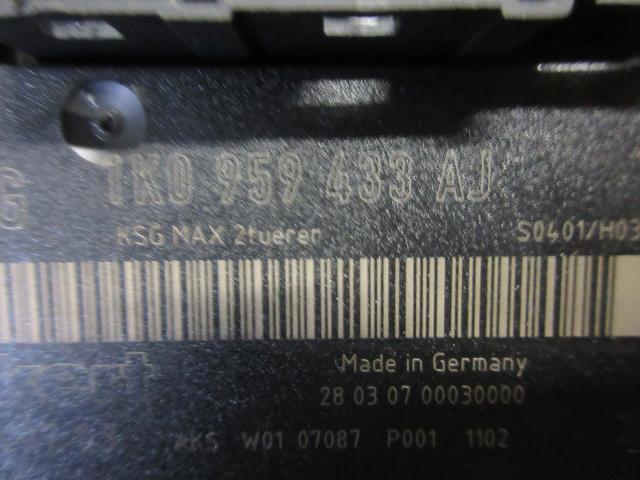 G 1K0 959 433 AJ
KSG MAX 2tuerer S0401/H03
Made in Germany
28 03 07 00030000
AKS W01 07087 P001 1102